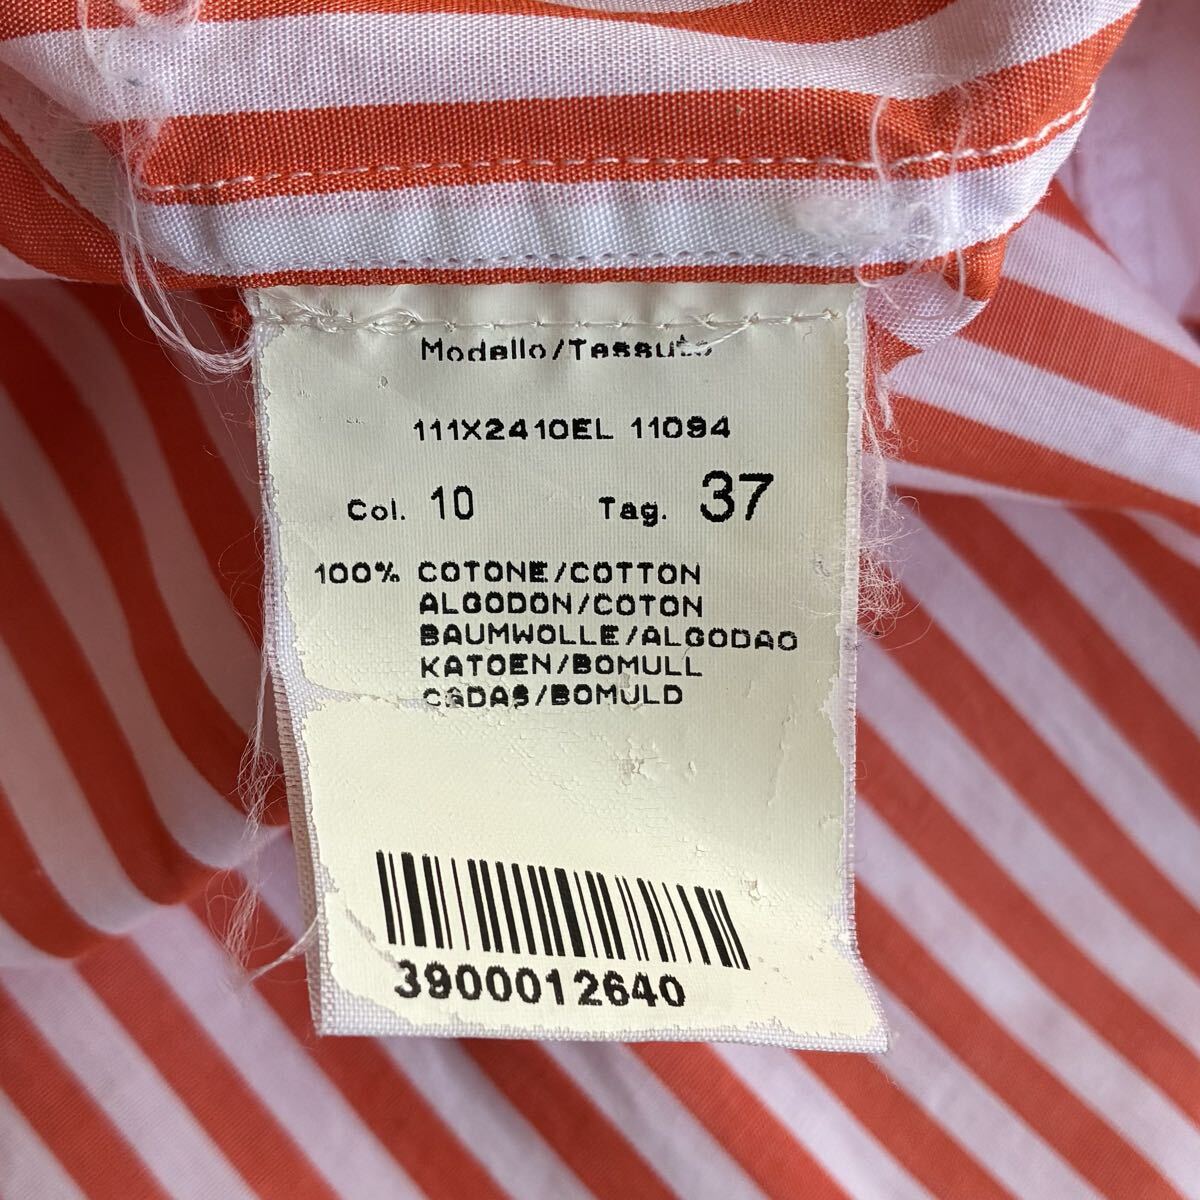 Modello/Tessuto
111X2410EL 11094
Col. 10 Tag. 37
100% COTONE/COTTON
ALGODON/COTON
BAUMWOLLE/ALGODAO
KATOEN/BOMULL
/BOMULD
3900012640